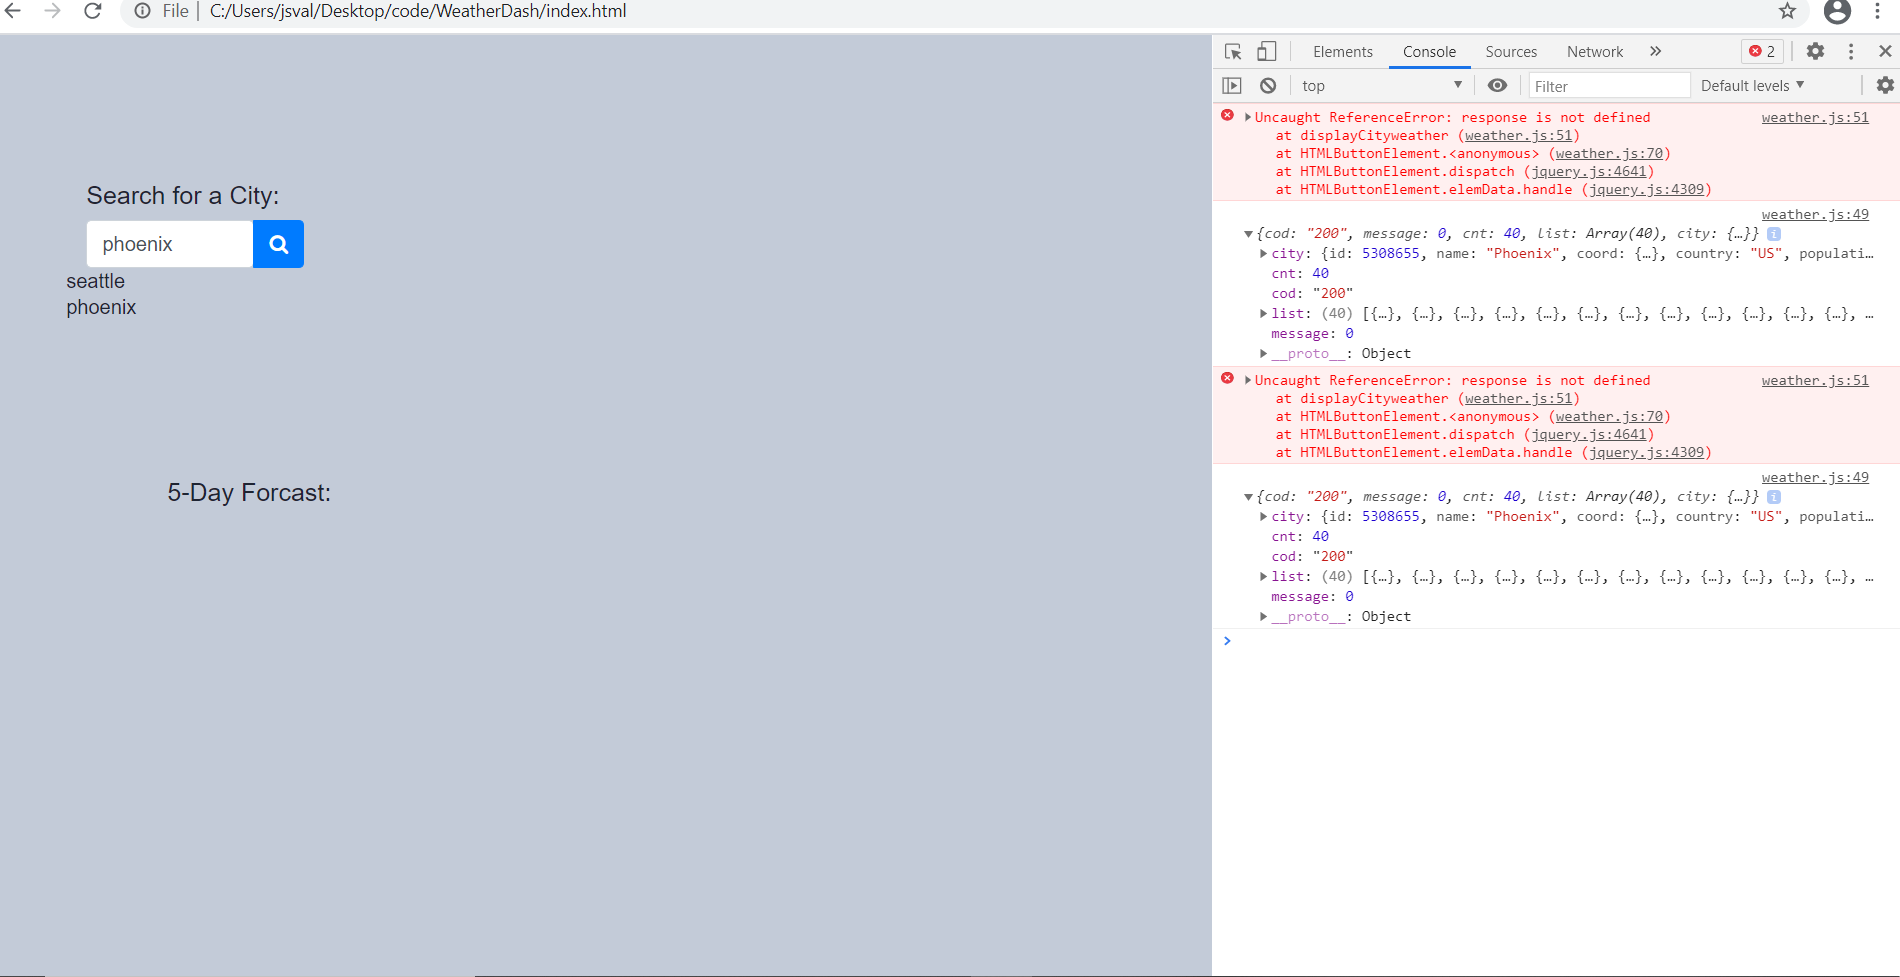 File | C:/Users/jsval/Desktop/code/WeatherDash/index.html
Search for a City:
phoenix
seattle
phoenix
5-Day Forcast:
Elements Console Sources Network » 2
top Filter Default levels
Uncaught ReferenceError: response is not defined weather.js:51
at displayCityweather (weather.js:51)
at HTMLButtonElement.<anonymous> (weather.js:70)
at HTMLButtonElement.dispatch (jquery.js:4641)
at HTMLButtonElement.elemData.handle (jquery.js:4309)
weather.js:49
{cod: "200", message: 0, cnt: 40, list: Array(40), city: {…}} i
city: {id: 5308655, name: "Phoenix", coord: {…}, country: "US", populati…
cnt: 40
cod: "200"
list: (40) [{…}, {…}, {…}, {…}, {…}, {…}, {…}, {…}, {…}, {…}, {…}, {…}, …
message: 0
__proto__: Object
Uncaught ReferenceError: response is not defined weather.js:51
at displayCityweather (weather.js:51)
at HTMLButtonElement.<anonymous> (weather.js:70)
at HTMLButtonElement.dispatch (jquery.js:4641)
at HTMLButtonElement.elemData.handle (jquery.js:4309)
weather.js:49
{cod: "200", message: 0, cnt: 40, list: Array(40), city: {…}} i
city: {id: 5308655, name: "Phoenix", coord: {…}, country: "US", populati…
cnt: 40
cod: "200"
list: (40) [{…}, {…}, {…}, {…}, {…}, {…}, {…}, {…}, {…}, {…}, {…}, {…}, …
message: 0
__proto__: Object